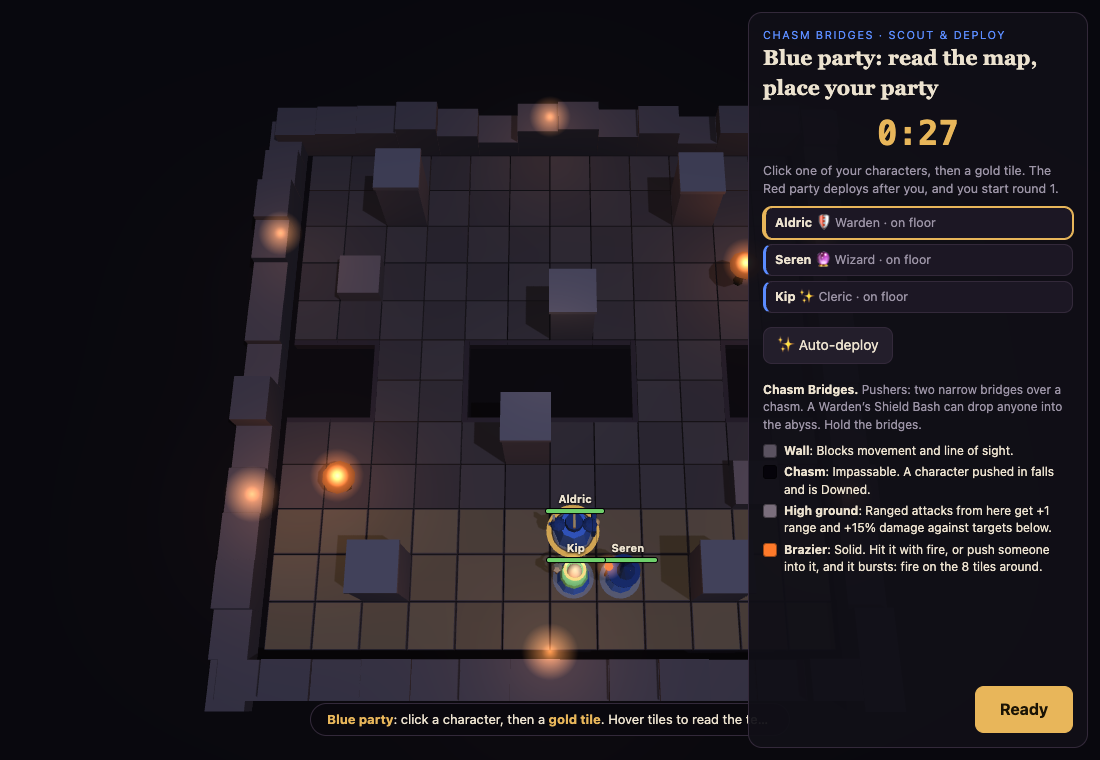 CHASM BRIDGES · SCOUT & DEPLOY
Blue party: read the map,
place your party
0:27
Click one of your characters, then a gold tile. The
Red party deploys after you, and you start round 1.
Aldric Warden · on floor
Seren Wizard · on floor
Kip Cleric · on floor
Auto-deploy
Chasm Bridges. Pushers: two narrow bridges over a
chasm. A Warden's Shield Bash can drop anyone into
the abyss. Hold the bridges.
Wall: Blocks movement and line of sight.
Chasm: Impassable. A character pushed in falls
and is Downed.
High ground: Ranged attacks from here get +1
range and +15% damage against targets below.
Brazier: Solid. Hit it with fire, or push someone
into it, and it bursts: fire on the 8 tiles around.
Aldric
Kip Seren
Blue party: click a character, then a gold tile. Hover tiles to read the
Ready